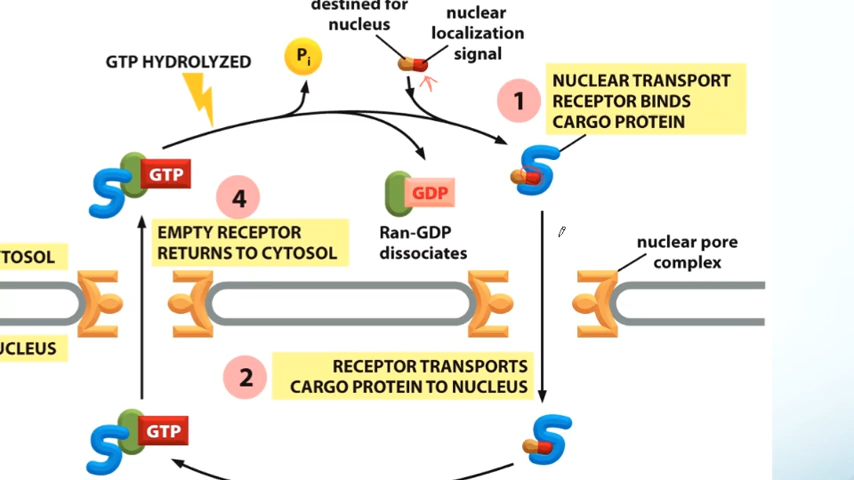 destined for
nucleus
nuclear
localization
signal
GTP HYDROLYZED
Pi
1
NUCLEAR TRANSPORT
RECEPTOR BINDS
CARGO PROTEIN
GTP
4
GDP
EMPTY RECEPTOR
RETURNS TO CYTOSOL
Ran-GDP
dissociates
nuclear pore
complex
TOSOL
UCLEUS
2
RECEPTOR TRANSPORTS
CARGO PROTEIN TO NUCLEUS
GTP